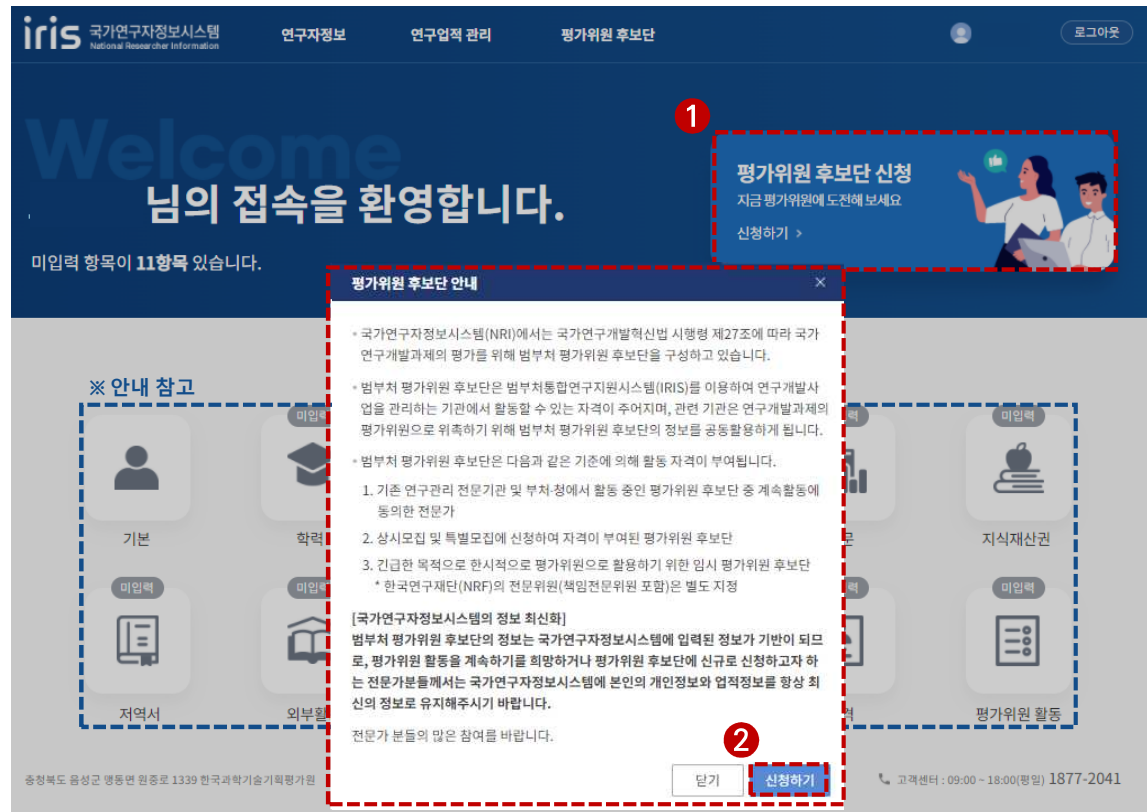 iris 국가연구자정보시스템
National Researcher Information
연구자정보
연구업적 관리
평가위원 후보단
로그아웃
Welcome
님의 접속을 환영합니다.
미입력 항목이 11항목 있습니다.
1
평가위원 후보단 신청
지금 평가위원에 도전해 보세요
신청하기 >
※ 안내 참고
평가위원 후보단 안내
×
• 국가연구자정보시스템(NRI)에서는 국가연구개발혁신법 시행령 제27조에 따라 국가
연구개발과제의 평가를 위해 범부처 평가위원 후보단을 구성하고 있습니다.
• 범부처 평가위원 후보단은 범부처통합연구지원시스템(IRIS)를 이용하여 연구개발사
업을 관리하는 기관에서 활동할 수 있는 자격이 주어지며, 관련 기관은 연구개발과제의
평가위원으로 위촉하기 위해 범부처 평가위원 후보단의 정보를 공동활용하게 됩니다.
• 범부처 평가위원 후보단은 다음과 같은 기준에 의해 활동 자격이 부여됩니다.
1. 기존 연구관리 전문기관 및 부처·청에서 활동 중인 평가위원 후보단 중 계속활동에
동의한 전문가
2. 상시모집 및 특별모집에 신청하여 자격이 부여된 평가위원 후보단
3. 긴급한 목적으로 한시적으로 평가위원으로 활용하기 위한 임시 평가위원 후보단
* 한국연구재단(NRF)의 전문위원(책임전문위원 포함)은 별도 지정
[국가연구자정보시스템의 정보 최신화]
범부처 평가위원 후보단의 정보는 국가연구자정보시스템에 입력된 정보가 기반이 되므
로, 평가위원 활동을 계속하기를 희망하거나 평가위원 후보단에 신규로 신청하고자 하
는 전문가분들께서는 국가연구자정보시스템에 본인의 개인정보와 업적정보를 항상 최
신의 정보로 유지해주시기 바랍니다.
전문가 분들의 많은 참여를 바랍니다.
2
닫기
신청하기
기본
미입력
학력
미입력
지식재산권
미입력
저역서
미입력
외부활
미입력
평가위원 활동
충청북도 음성군 맹동면 원중로 1339 한국과학기술기획평가원
고객센터 : 09:00 ~ 18:00(평일) 1877-2041